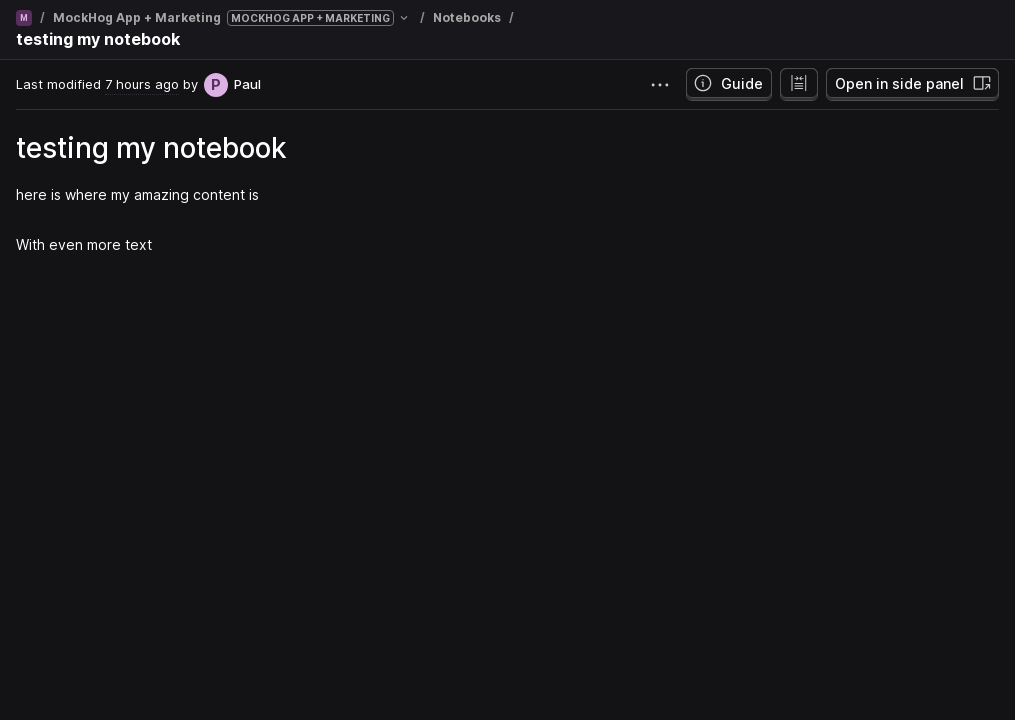 M / MockHog App + Marketing MOCKHOG APP + MARKETING / Notebooks /
testing my notebook
Last modified 7 hours ago by P Paul
Guide
Open in side panel
testing my notebook
here is where my amazing content is
With even more text